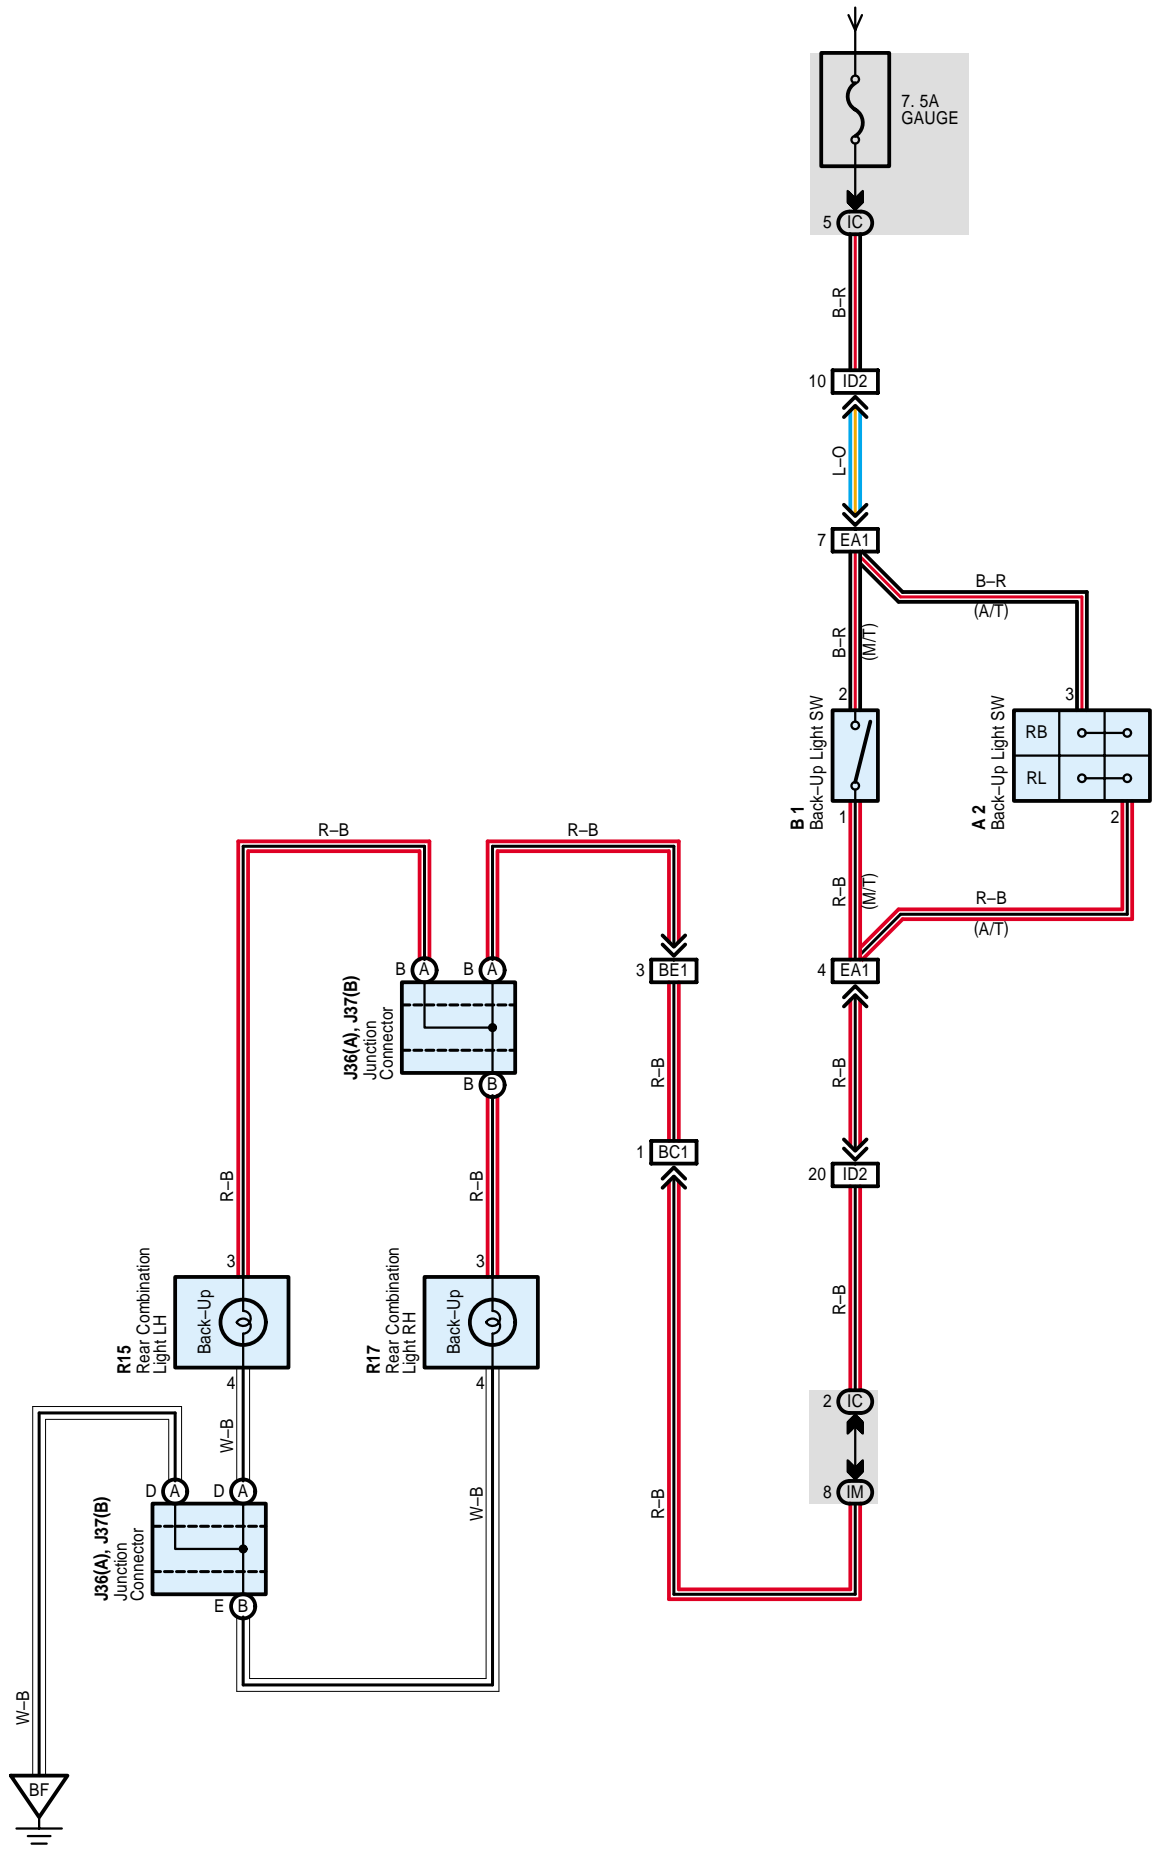 7. 5A
GAUGE
5 IC
B–R
10 ID2
L–O
7 EA1
B–R
(A/T)
B–R
(M/T)
2
3
B 1
Back–Up Light SW
A 2
Back–Up Light SW
RB
RL
1
2
R–B
R–B
R–B
(M/T)
R–B
(A/T)
B A
B A
3 BE1
4 EA1
J36(A), J37(B)
Junction
Connector
B B
R–B
R–B
1 BC1
20 ID2
R–B
R–B
3
3
R15
Rear Combination
Light LH
Back–Up
R17
Rear Combination
Light RH
Back–Up
R–B
4
4
2 IC
W–B
D A
D A
W–B
R–B
8 IM
J36(A), J37(B)
Junction
Connector
E B
W–B
BF